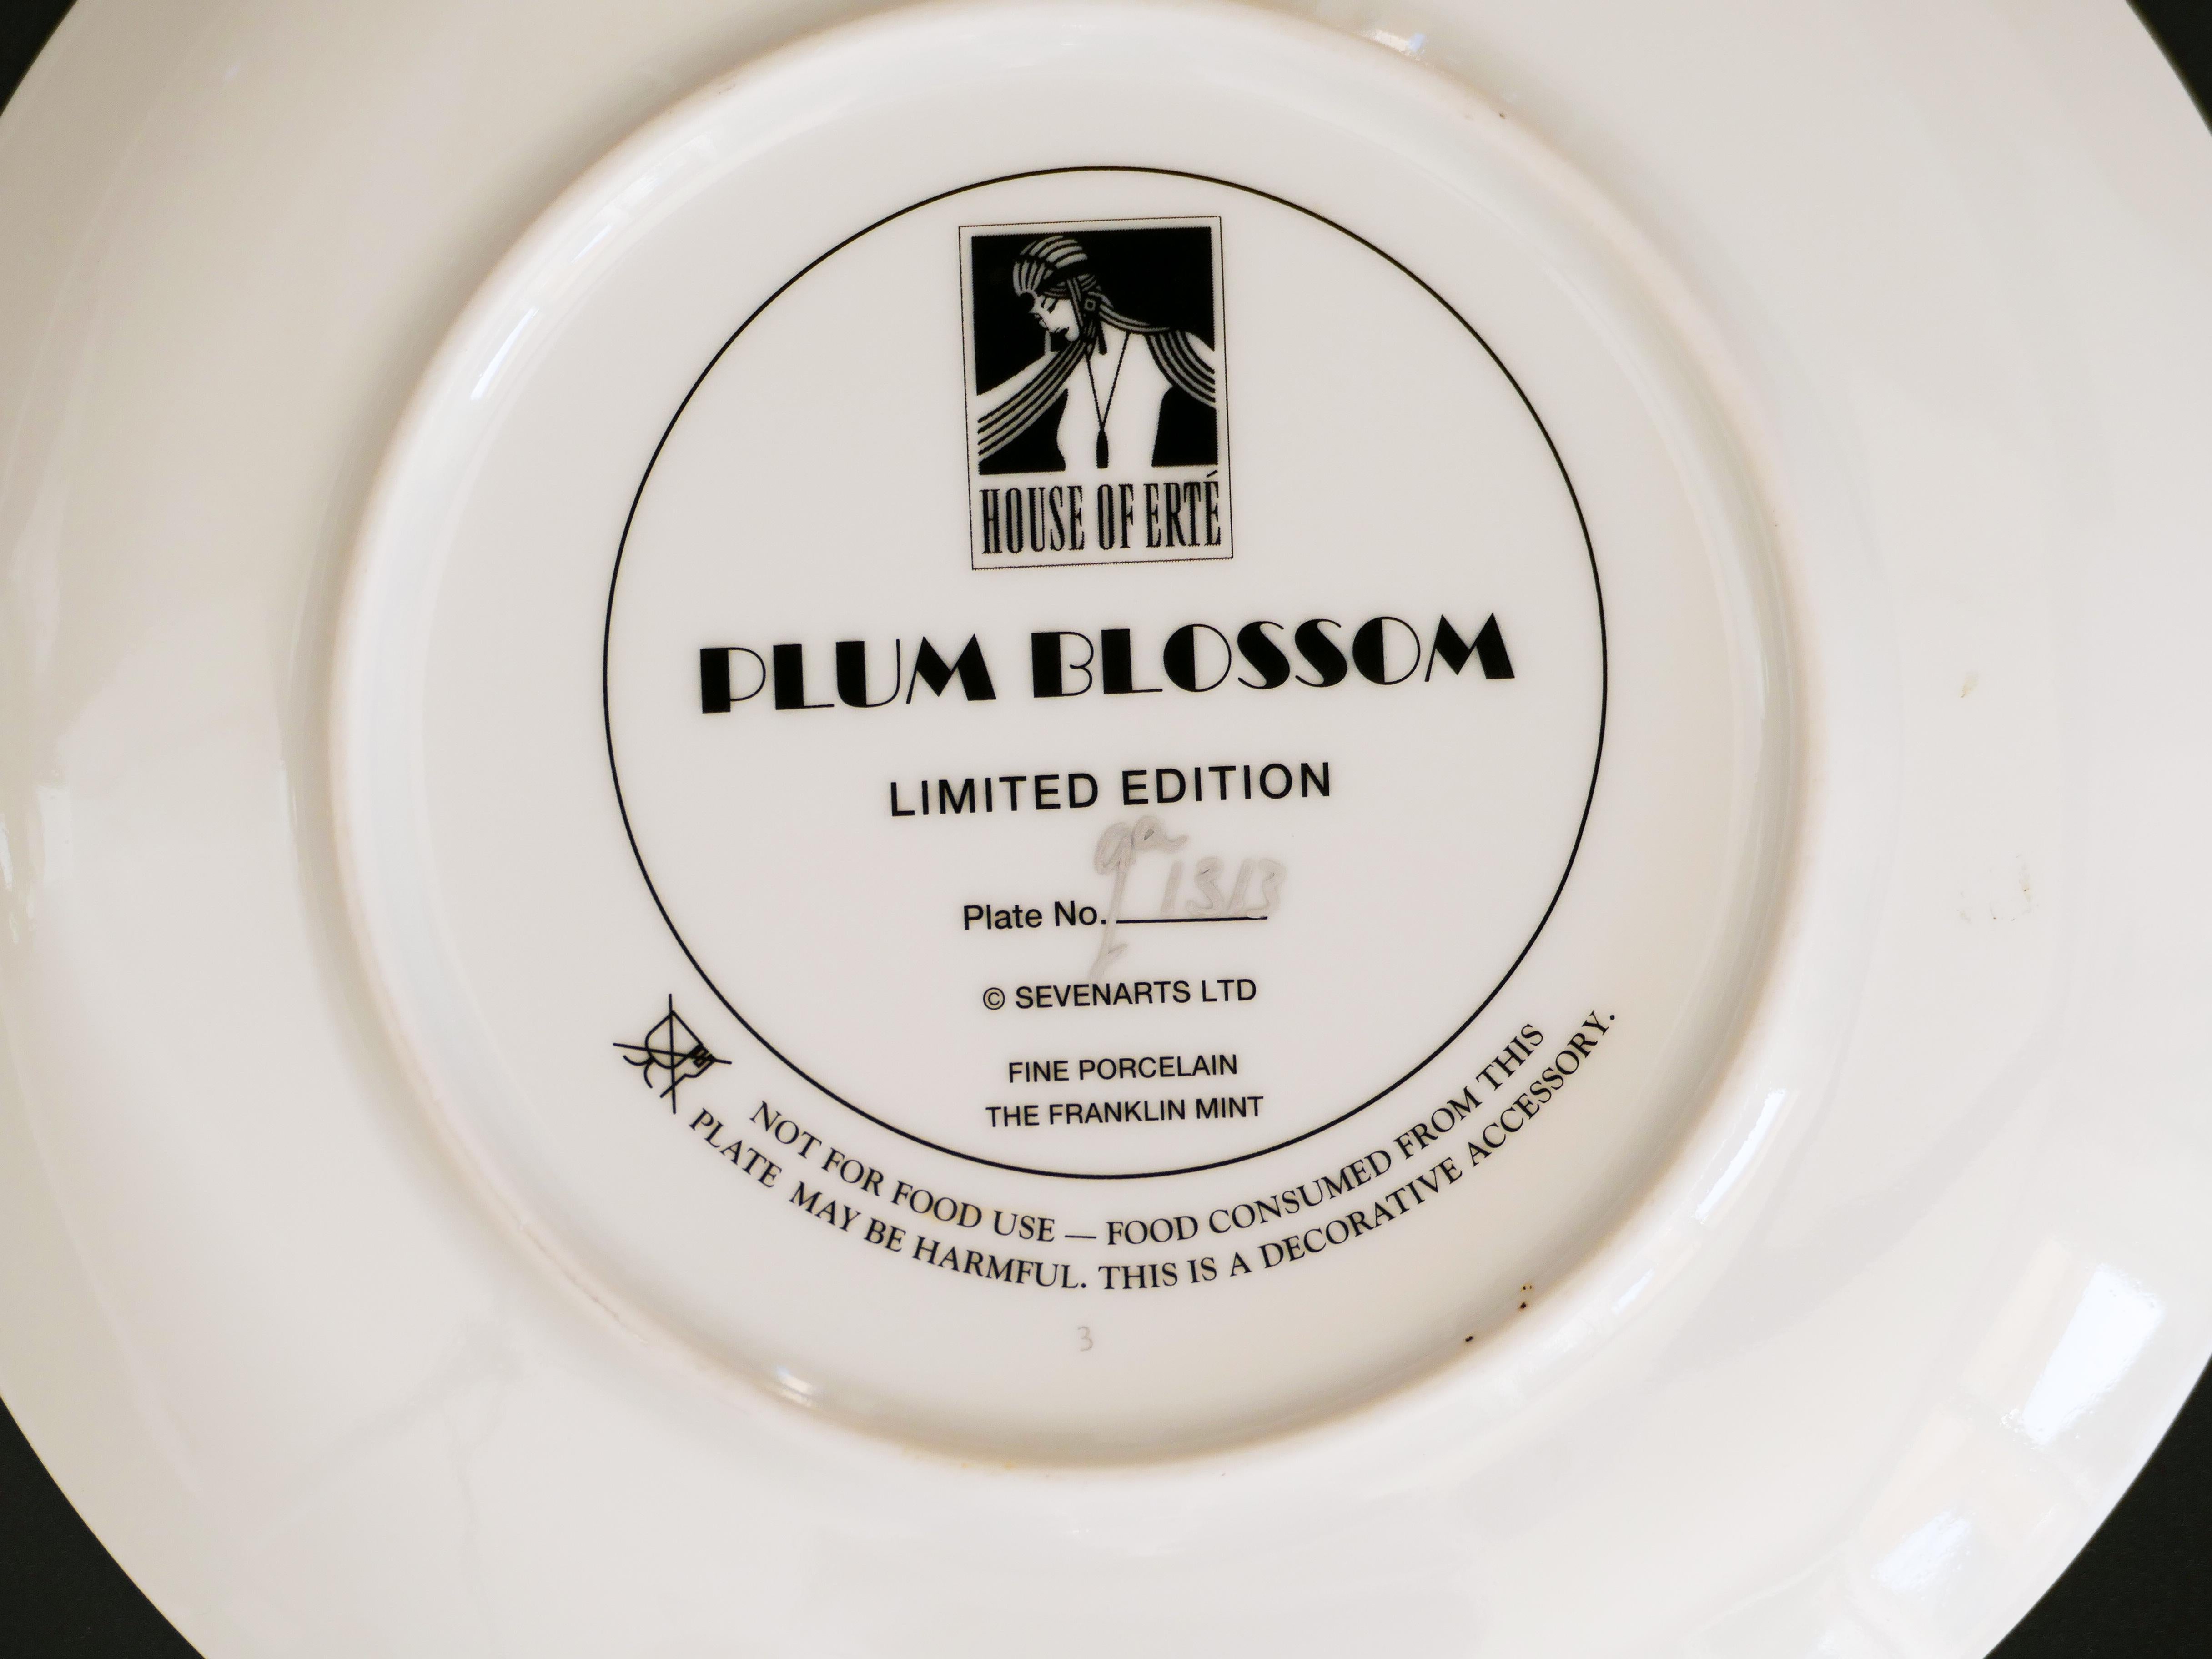 HOUSE OF ERTÉ
PLUM BLOSSOM
LIMITED EDITION
Plate No. 1313
© SEVENARTS LTD
FINE PORCELAIN
THE FRANKLIN MINT
NOT FOR FOOD USE — FOOD CONSUMED FROM THIS
PLATE MAY BE HARMFUL. THIS IS A DECORATIVE ACCESSORY.
3